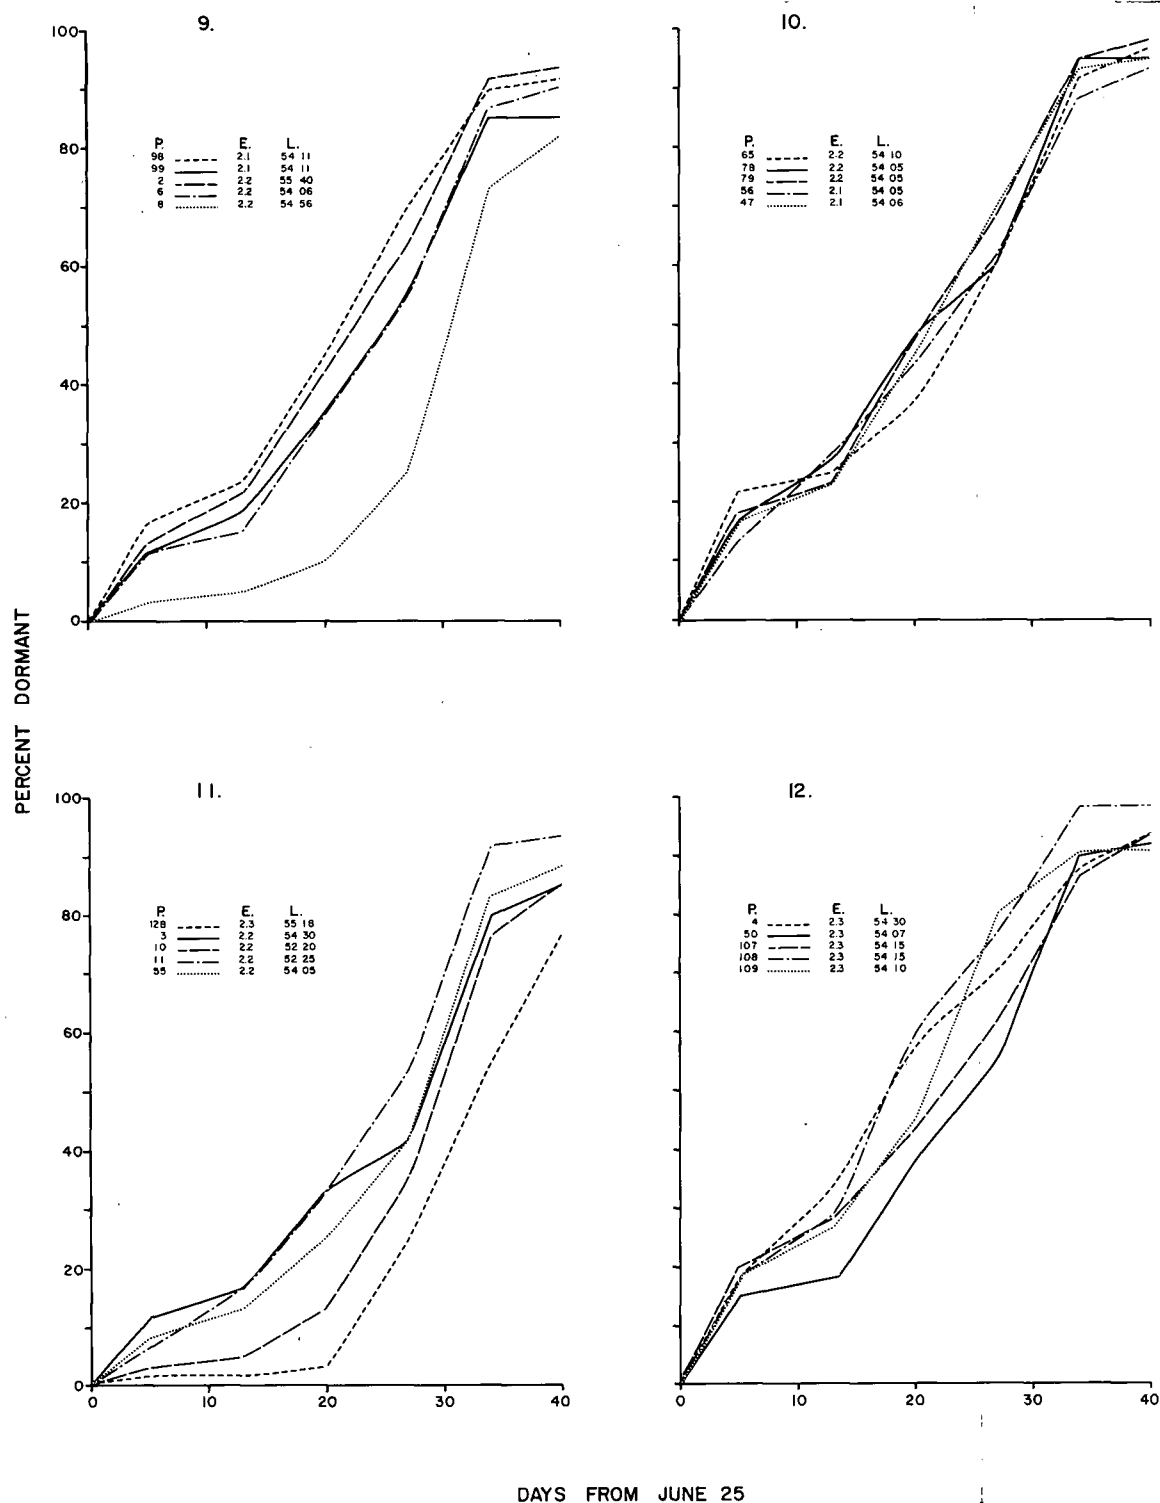 9.
100
80
60
40
20
0
P. E. L.
98 2.1 54 11
99 2.1 54 11
2 2.2 55 40
6 2.2 54 06
8 2.2 54 56
10.
P. E. L.
65 2.2 54 10
78 2.2 54 05
79 2.2 54 05
56 2.1 54 05
47 2.1 54 06
PERCENT DORMANT
11.
100
80
60
40
20
0
P. E. L.
128 2.3 55 18
3 2.2 54 30
10 2.2 52 20
11 2.2 52 25
55 2.2 54 05
0 10 20 30 40
12.
P. E. L.
4 2.3 54 30
50 2.3 54 07
107 2.3 54 15
108 2.3 54 15
109 2.3 54 10
0 10 20 30 40
DAYS FROM JUNE 25